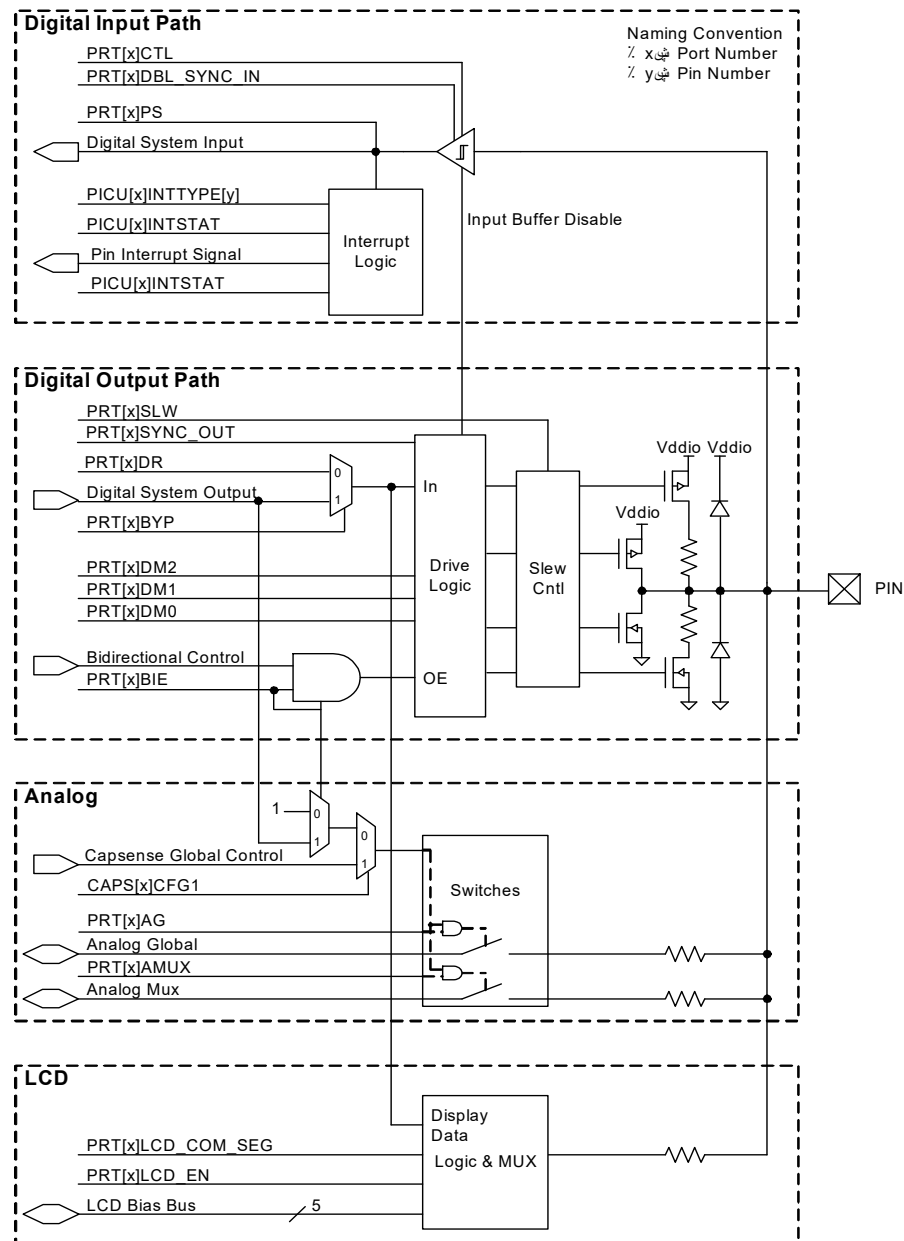 Digital Input Path
Naming Convention
x Port Number
y Pin Number
PRT[x]CTL
PRT[x]DBL_SYNC_IN
PRT[x]PS
Digital System Input
PICU[x]INTTYPE[y]
PICU[x]INTSTAT
Pin Interrupt Signal
PICU[x]INTSTAT
Interrupt
Logic
Input Buffer Disable
Digital Output Path
PRT[x]SLW
PRT[x]SYNC_OUT
PRT[x]DR
Digital System Output
PRT[x]BYP
0
1
PRT[x]DM2
PRT[x]DM1
PRT[x]DM0
Bidirectional Control
PRT[x]BIE
In
Drive
Logic
OE
Slew
Cntl
Vddio Vddio
Vddio
PIN
Analog
1
0
1
0
1
Capsense Global Control
CAPS[x]CFG1
Switches
PRT[x]AG
Analog Global
PRT[x]AMUX
Analog Mux
LCD
Display
Data
Logic & MUX
PRT[x]LCD_COM_SEG
PRT[x]LCD_EN
LCD Bias Bus
5